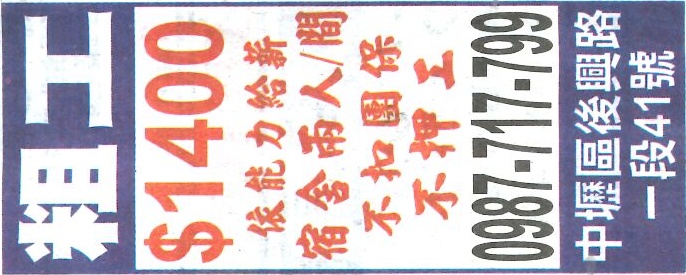 粗工
$1400
依能力給薪
宿舍兩人/間
不扣團保
不押工
0987-717-799
中壢區後興路
一段41號